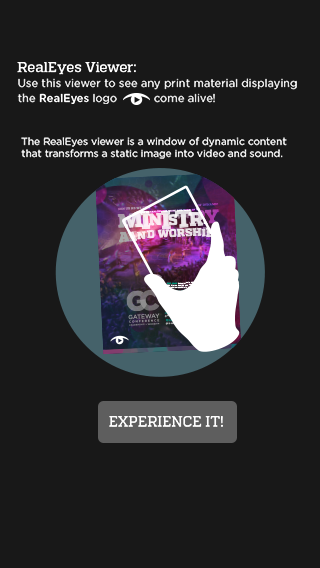 RealEyes Viewer:
Use this viewer to see any print material displaying
the RealEyes logo come alive!
The RealEyes viewer is a window of dynamic content
that transforms a static image into video and sound.
MINISTRY
AND WORSHIP
GC
GATEWAY
CONFERENCE
EXPERIENCE IT!